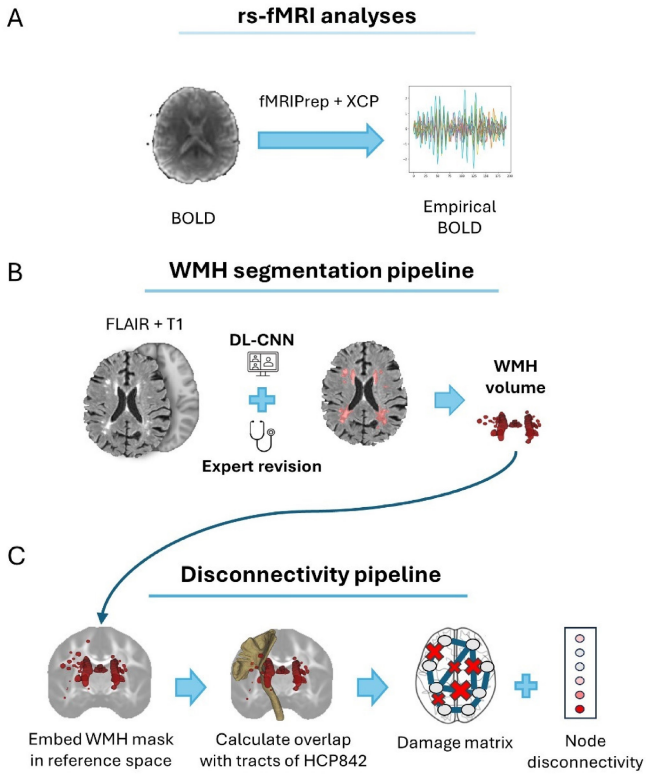 A
rs-fMRI analyses
fMRIPrep + XCP
BOLD
Empirical
BOLD
B
WMH segmentation pipeline
FLAIR + T1
DL-CNN
Expert revision
WMH
volume
C
Disconnectivity pipeline
Embed WMH mask
in reference space
Calculate overlap
with tracts of HCP842
Damage matrix
Node
disconnectivity